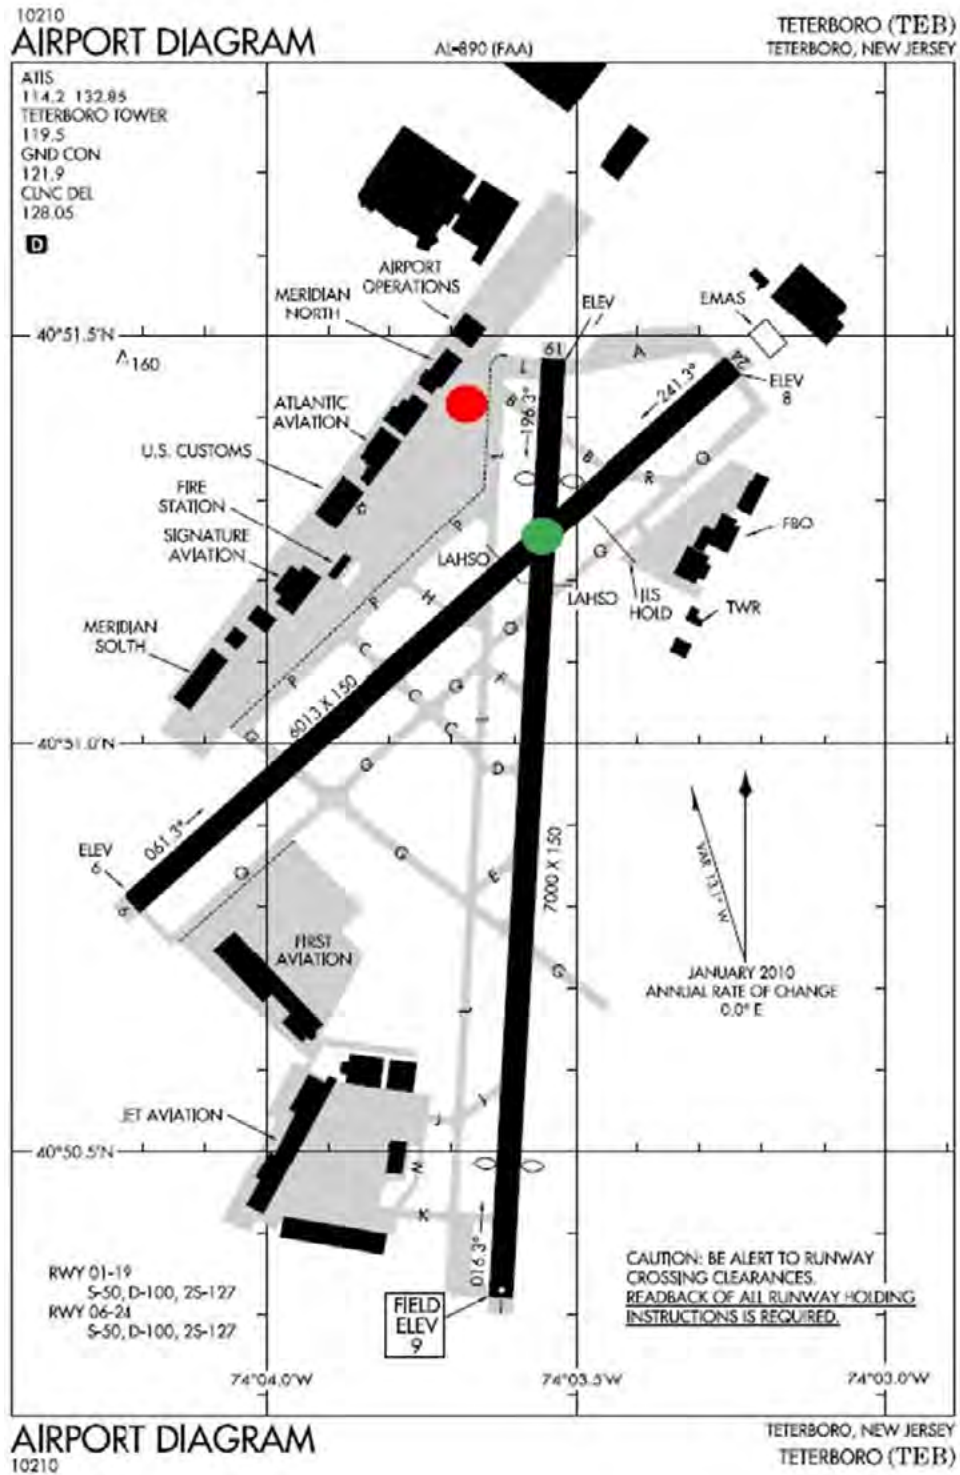 10210
AIRPORT DIAGRAM
AL-890 (FAA)
TETERBORO (TEB)
TETERBORO, NEW JERSEY
ATIS
114.2 132.85
TETERBORO TOWER
119.5
GND CON
121.9
CLNC DEL
128.05
D
AIRPORT
OPERATIONS
MERIDIAN
NORTH
ELEV
EMAS
40°51.5'N
160
19
L
A
24
ELEV
8
196.3°
241.3°
B
ATLANTIC
AVIATION
U.S. CUSTOMS
L
B
R
Q
FIRE
STATION
P
SIGNATURE
AVIATION
FBO
LAHSO
G
LAHSO
ILS
HOLD
TWR
P
H
MERIDIAN
SOUTH
C
Q
P
C
G
F
6013 X 150
G
C
L
40°51.0'N
G
D
061.3°
ELEV
6
6
Q
G
E
7000 X 150
VAR 13.1° W
FIRST
AVIATION
G
JANUARY 2010
ANNUAL RATE OF CHANGE
0.0° E
L
JET AVIATION
J
J
40°50.5'N
W
K
016.3°
RWY 01-19
S-50, D-100, 2S-127
RWY 06-24
S-50, D-100, 2S-127
CAUTION: BE ALERT TO RUNWAY
CROSSING CLEARANCES.
READBACK OF ALL RUNWAY HOLDING
INSTRUCTIONS IS REQUIRED.
FIELD
ELEV
9
1
74°04.0'W
74°03.5'W
74°03.0'W
AIRPORT DIAGRAM
10210
TETERBORO, NEW JERSEY
TETERBORO (TEB)